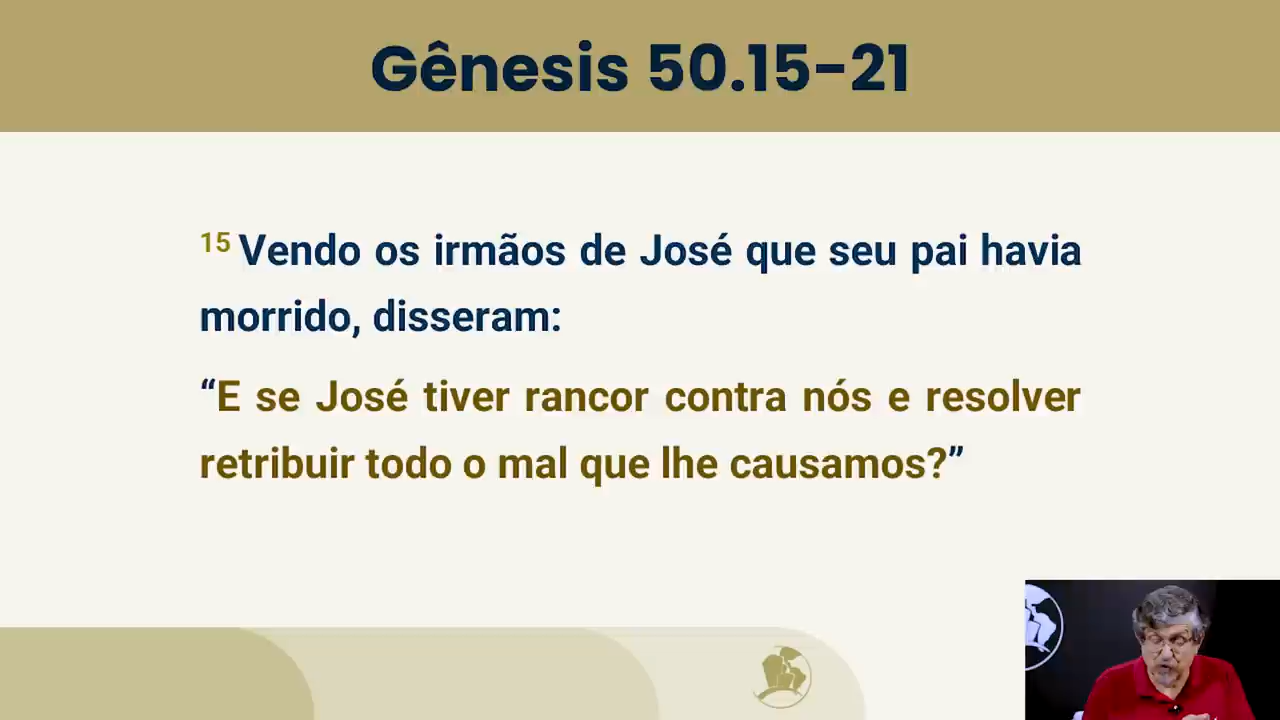 Gênesis 50.15-21
15 Vendo os irmãos de José que seu pai havia
morrido, disseram:
“E se José tiver rancor contra nós e resolver
retribuir todo o mal que lhe causamos?”